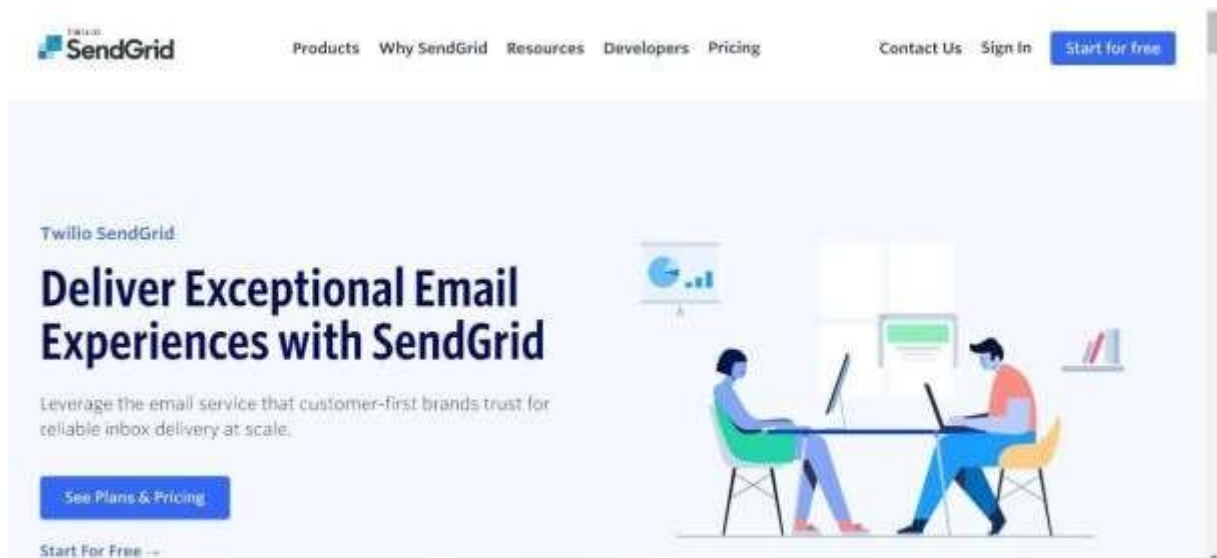 TWILIO
SendGrid
Products Why SendGrid Resources Developers Pricing
Contact Us Sign In Start for free
Twilio SendGrid
Deliver Exceptional Email
Experiences with SendGrid
Leverage the email service that customer-first brands trust for
reliable inbox delivery at scale.
See Plans & Pricing
Start For Free →